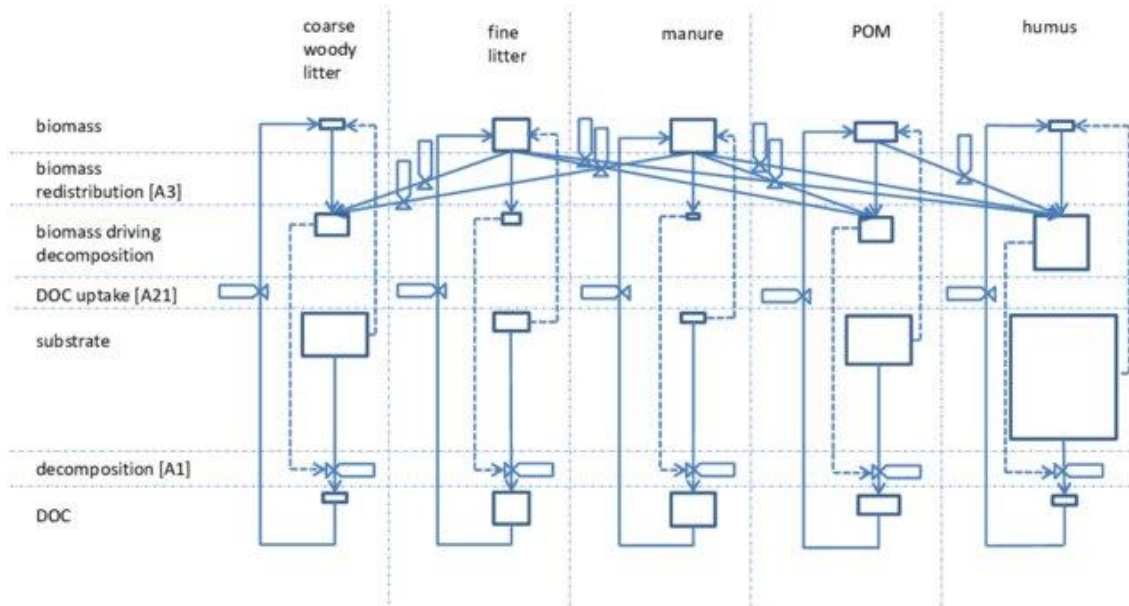 coarse
woody
litter
fine
litter
manure
POM
humus
biomass
biomass
redistribution [A3]
biomass driving
decomposition
DOC uptake [A21]
substrate
decomposition [A1]
DOC